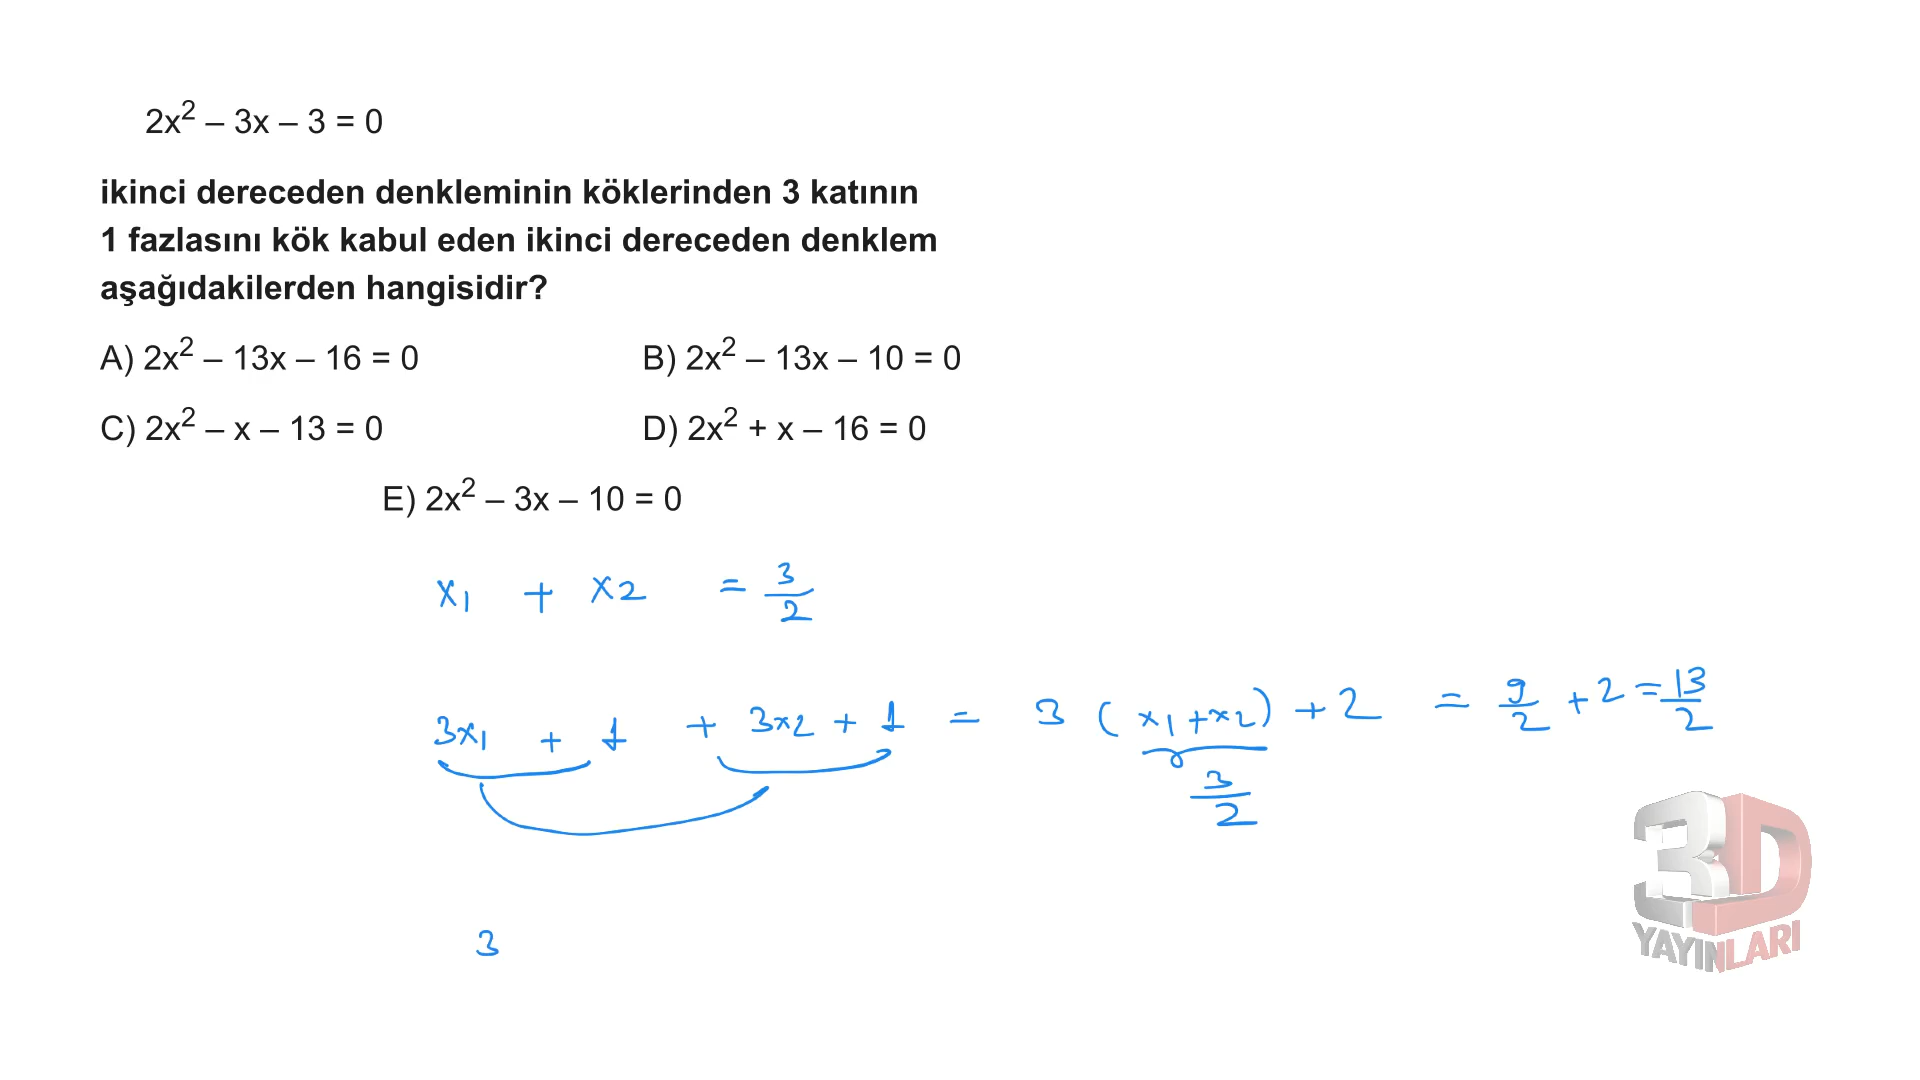 2x² – 3x – 3 = 0
ikinci dereceden denkleminin köklerinden 3 katının
1 fazlasını kök kabul eden ikinci dereceden denklem
aşağıdakilerden hangisidir?
A) 2x² – 13x – 16 = 0 B) 2x² – 13x – 10 = 0
C) 2x² – x – 13 = 0 D) 2x² + x – 16 = 0
E) 2x² – 3x – 10 = 0
x₁ + x₂ = 3/2
3x₁ + 1 + 3x₂ + 1 = 3 (x₁ + x₂) + 2 = 9/2 + 2 = 13/2
3/2
3
3D
YAYINLARI